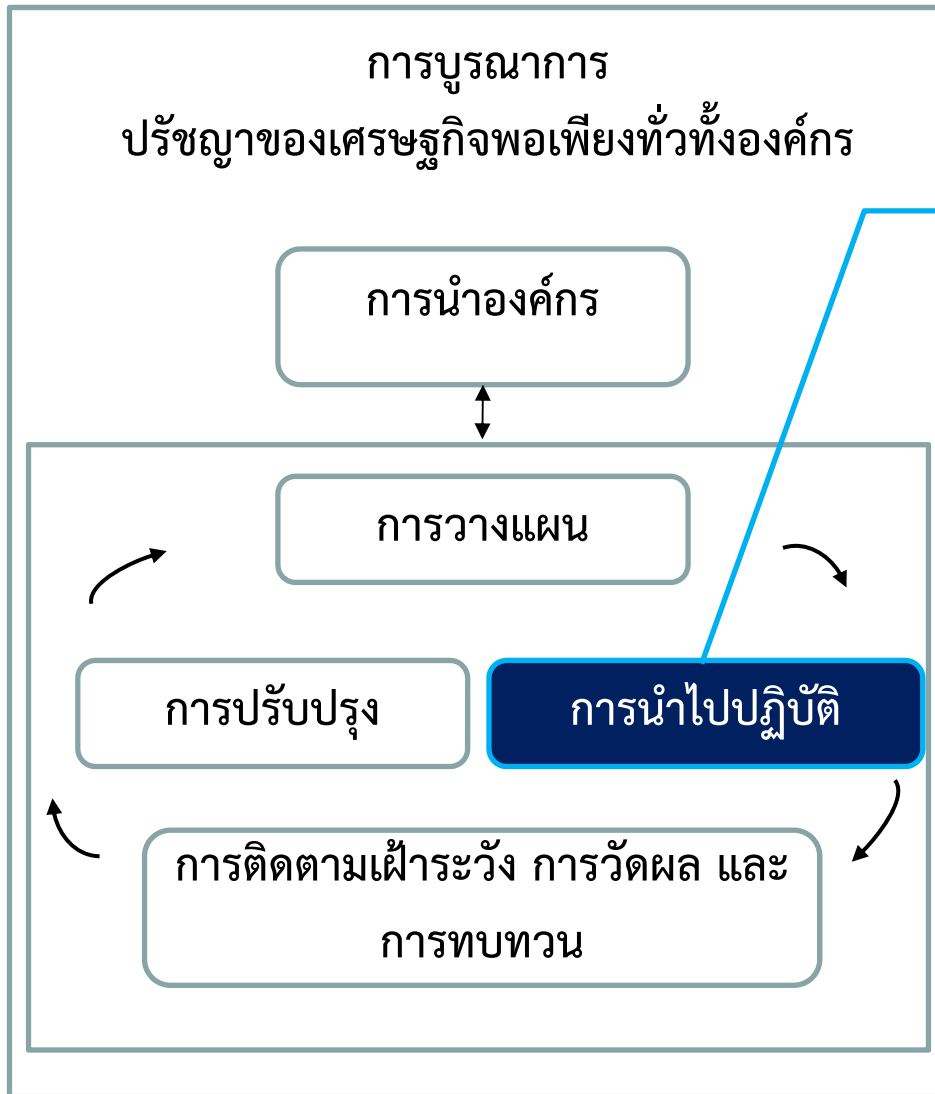 การบูรณาการ
ปรัชญาของเศรษฐกิจพอเพียงทั่วทั้งองค์กร
การนำองค์กร
การวางแผน
การปรับปรุง
การนำไปปฏิบัติ
การติดตามเฝ้าระวัง การวัดผล และ
การทบทวน